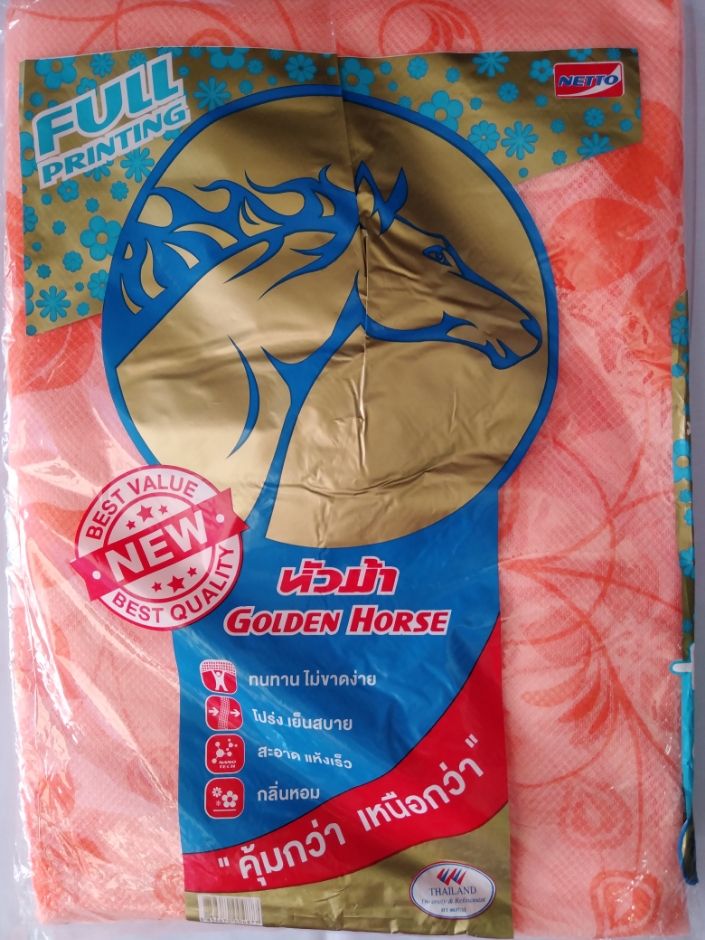 FULL
PRINTING
NETTO
BEST VALUE
NEW
BEST QUALITY
หัวม้า
GOLDEN HORSE
ทนทาน ไม่ขาดง่าย
โปร่ง เย็นสบาย
สะอาด แห้งเร็ว
กลิ่นหอม
"คุ้มกว่า เหนือกว่า"
THAILAND
Diversity & Refinement